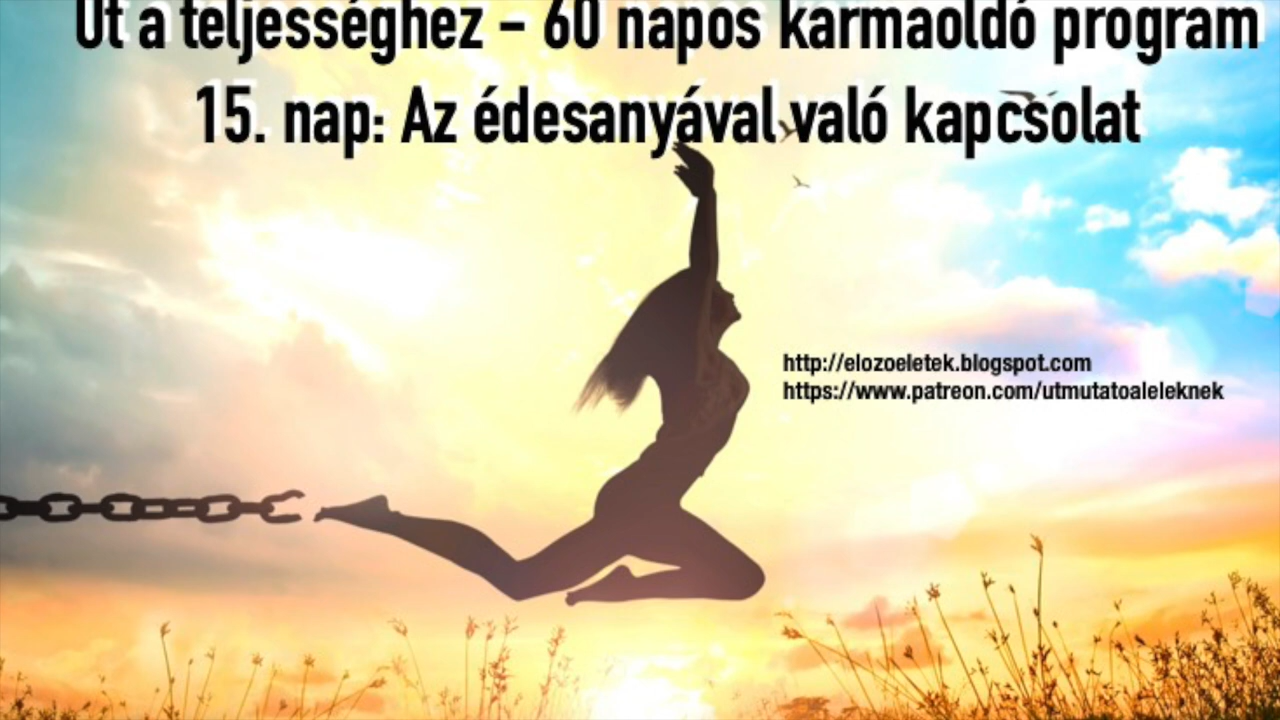 Út a teljességhez – 60 napos karmaoldó program
15. nap: Az édesanyával való kapcsolat
http://elozoeletek.blogspot.com
https://www.patreon.com/utmutatoaleleknek